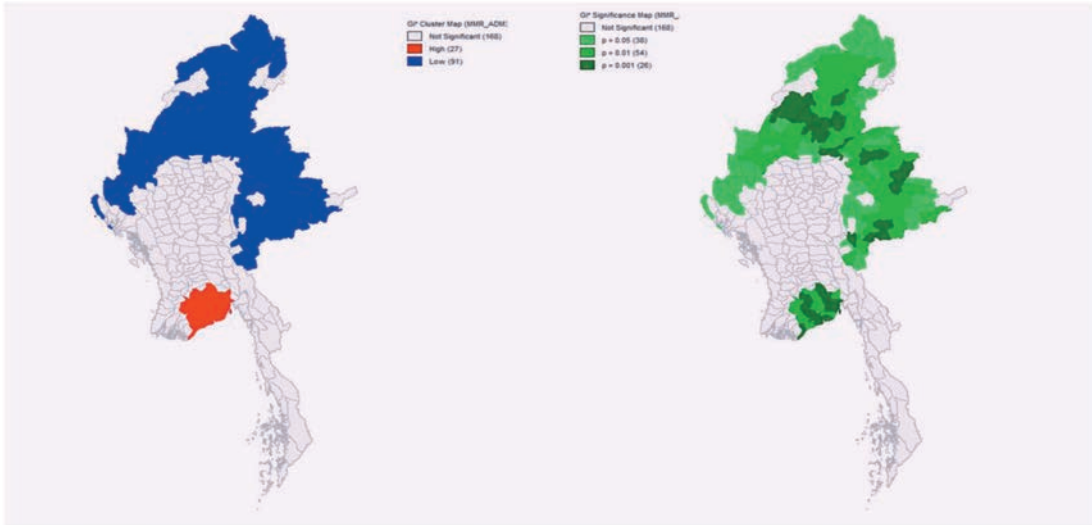 Gi* Cluster Map (MMR_ADM:
Not Significant (168)
High (27)
Low (91)
Gi* Significance Map (MMR_
Not Significant (168)
p = 0.05 (38)
p = 0.01 (54)
p = 0.001 (26)